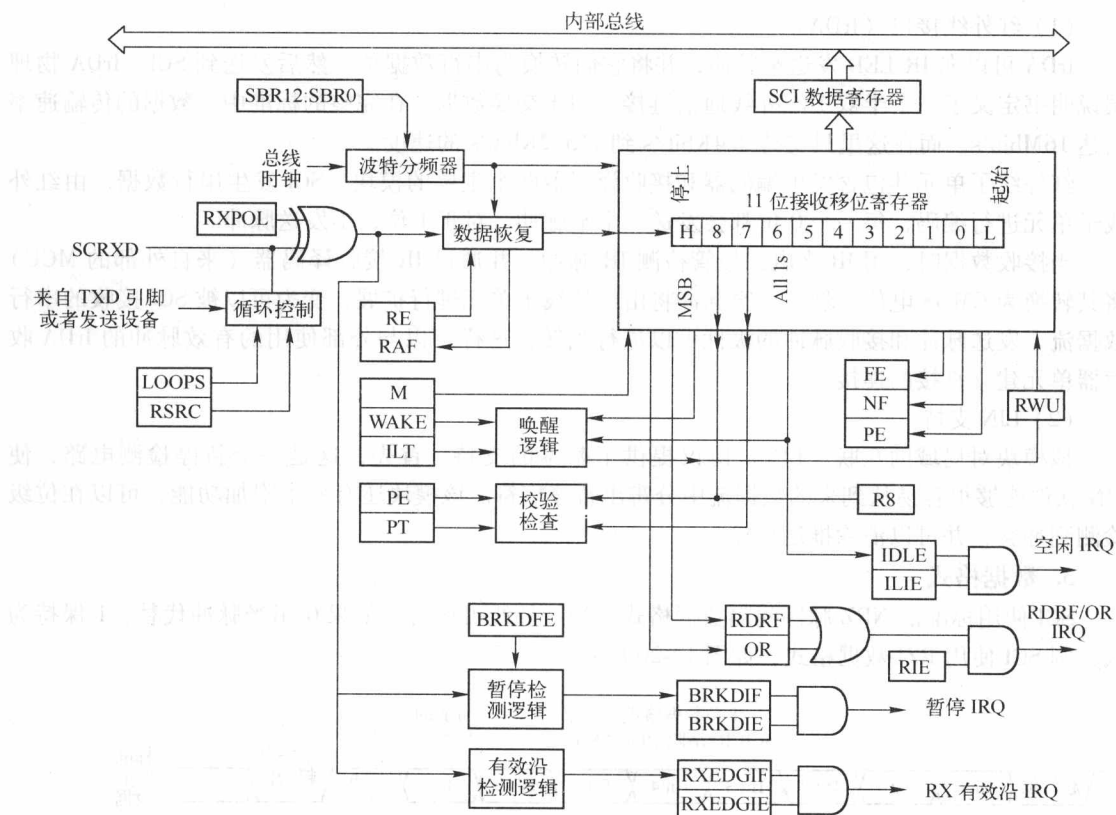 内部总线
SBR12:SBR0
SCI 数据寄存器
总线
时钟
波特分频器
停止
11 位接收移位寄存器
起始
RXPOL
SCRXD
数据恢复
H 8 7 6 5 4 3 2 1 0 L
MSB
All 1s
来自 TXD 引脚
或者发送设备
循环控制
RE
RAF
LOOPS
RSRC
M
WAKE
ILT
唤醒
逻辑
FE
NF
PE
RWU
PE
PT
校验
检查
R8
IDLE
ILIE
空闲 IRQ
BRKDFE
RDRF
OR
RIE
RDRF/OR
IRQ
暂停检
测逻辑
BRKDIF
BRKDIE
暂停 IRQ
有效沿
检测逻辑
RXEDGIF
RXEDGIE
RX 有效沿 IRQ